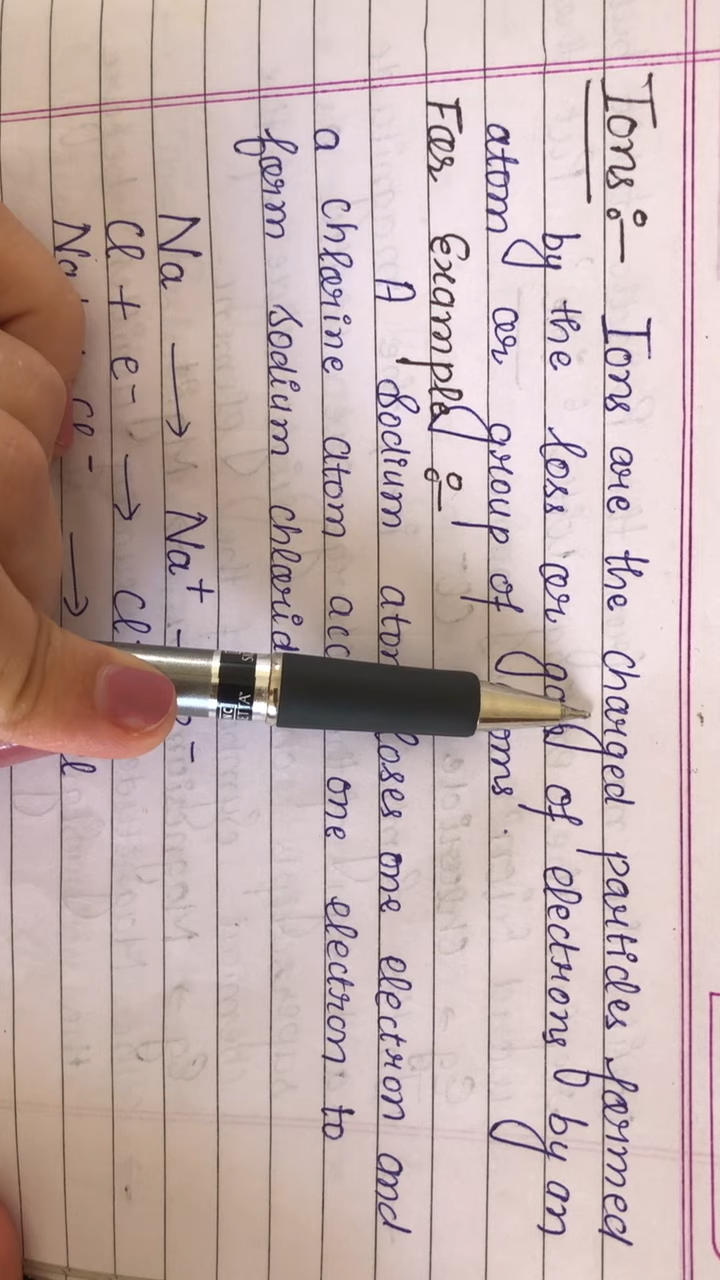 Ions :- Ions are the charged particles formed
by the loss or of electrons by an
atom or group of
For Example :-
A Sodium loses one electron and
a chlorine atom one electron to
form sodium
Na → Na⁺
Cl + e⁻ →
Cl⁻ →